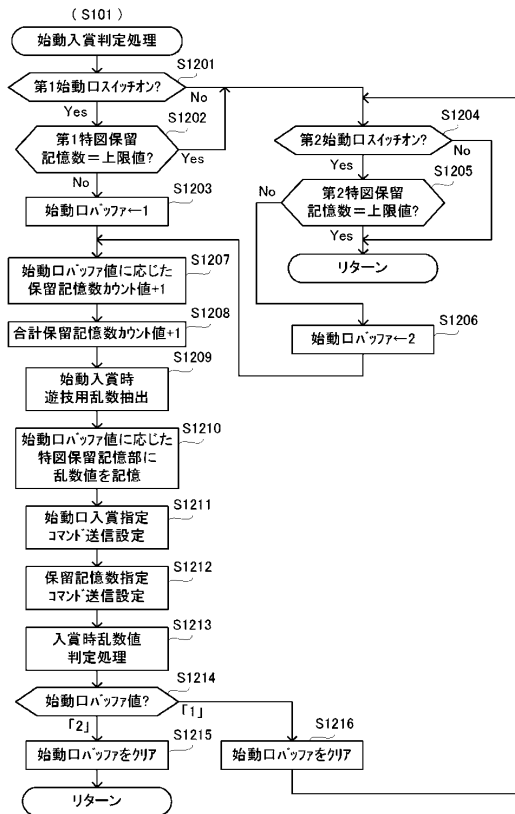 ( S101 )
始動入賞判定処理
S1201
第1始動口スイッチオン?
No
Yes
S1202
第1特図保留
記憶数＝上限値?
Yes
No
S1203
始動口バッファ←1
S1204
第2始動口スイッチオン?
No
Yes
S1205
No
第2特図保留
記憶数＝上限値?
Yes
リターン
S1206
始動口バッファ←2
S1207
始動口バッファ値に応じた
保留記憶数カウント値+1
S1208
合計保留記憶数カウント値+1
S1209
始動入賞時
遊技用乱数抽出
S1210
始動口バッファ値に応じた
特図保留記憶部に
乱数値を記憶
S1211
始動口入賞指定
コマンド送信設定
S1212
保留記憶数指定
コマンド送信設定
S1213
入賞時乱数値
判定処理
S1214
始動口バッファ値?
「1」
「2」
S1215
始動口バッファをクリア
S1216
始動口バッファをクリア
リターン